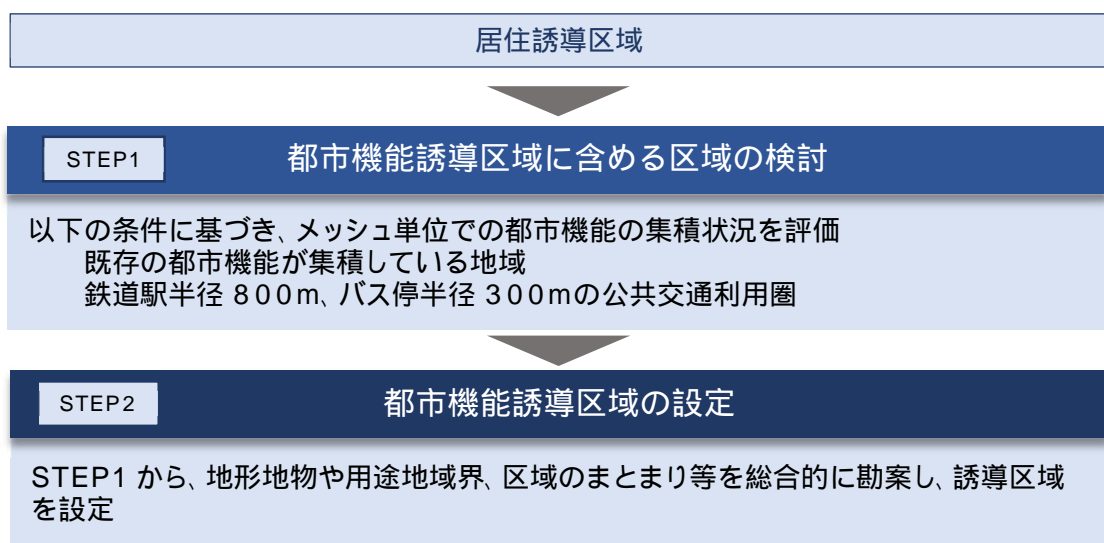 居住誘導区域
STEP1
都市機能誘導区域に含める区域の検討
以下の条件に基づき、メッシュ単位での都市機能の集積状況を評価
既存の都市機能が集積している地域
鉄道駅半径 800m、バス停半径 300mの公共交通利用圏
STEP2
都市機能誘導区域の設定
STEP1 から、地形地物や用途地域界、区域のまとまり等を総合的に勘案し、誘導区域
を設定